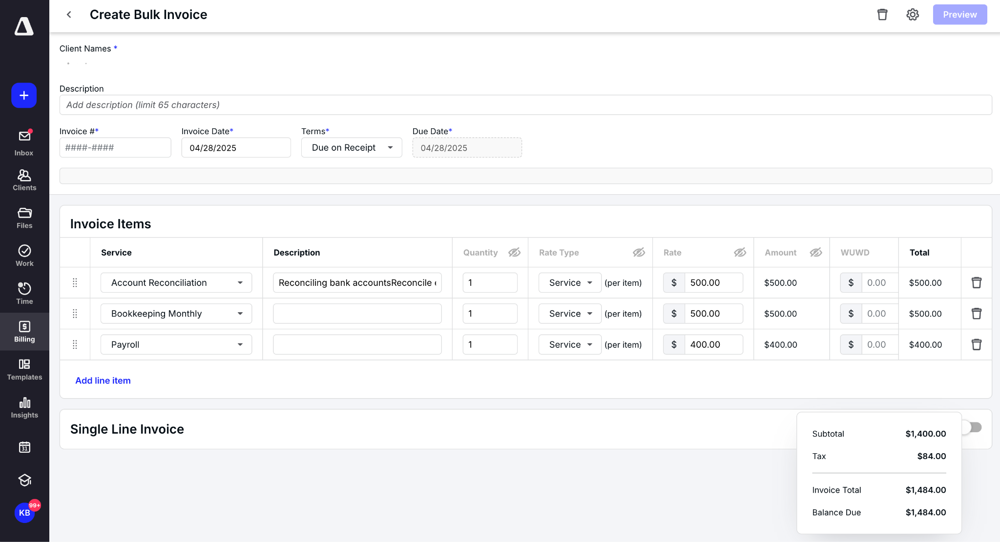 Create Bulk Invoice
Preview
Client Names *
Description
Add description (limit 65 characters)
Invoice #* Invoice Date* Terms* Due Date*
####-#### 04/28/2025 Due on Receipt 04/28/2025
Inbox
Clients
Files
Work
Time
Billing
Templates
Insights
31
KB
99+
Invoice Items
Service Description Quantity Rate Type Rate Amount WUWD Total
Account Reconciliation Reconciling bank accountsReconcile 1 Service (per item) $ 500.00 $500.00 $ 0.00 $500.00
Bookkeeping Monthly 1 Service (per item) $ 500.00 $500.00 $ 0.00 $500.00
Payroll 1 Service (per item) $ 400.00 $400.00 $ 0.00 $400.00
Add line item
Single Line Invoice
Subtotal $1,400.00
Tax $84.00
Invoice Total $1,484.00
Balance Due $1,484.00